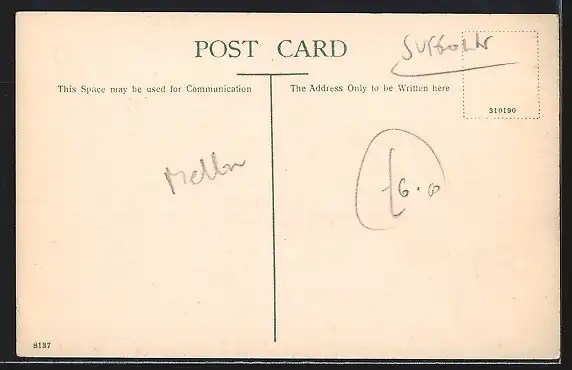 POST CARD
SUFFOLK
This Space may be used for Communication
The Address Only to be Written here
310190
£6.0
8137